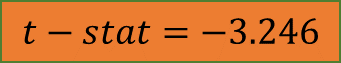 t − stat = −3.246